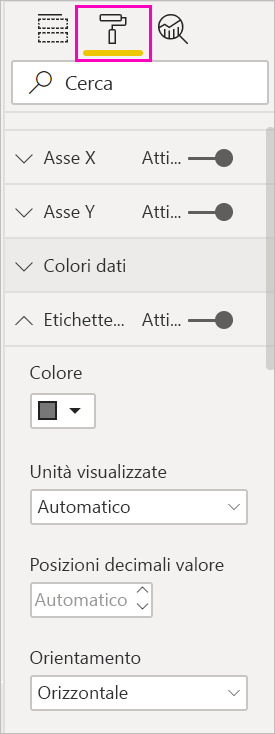 Cerca
Asse X Atti...
Asse Y Atti...
Colori dati
Etichette... Atti...
Colore
Unità visualizzate
Automatico
Posizioni decimali valore
Automatico
Orientamento
Orizzontale